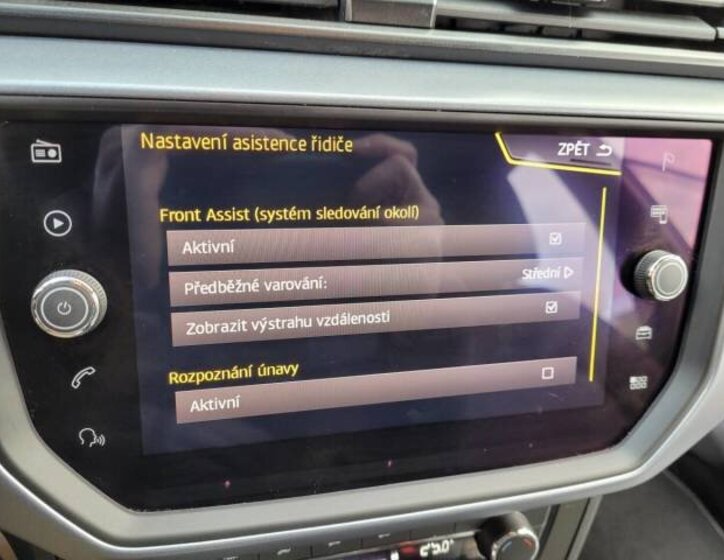 Nastavení asistence řidiče
ZPĚT
Front Assist (systém sledování okolí)
Aktivní
Předběžné varování: Střední
Zobrazit výstrahu vzdálenosti
Rozpoznání únavy
Aktivní